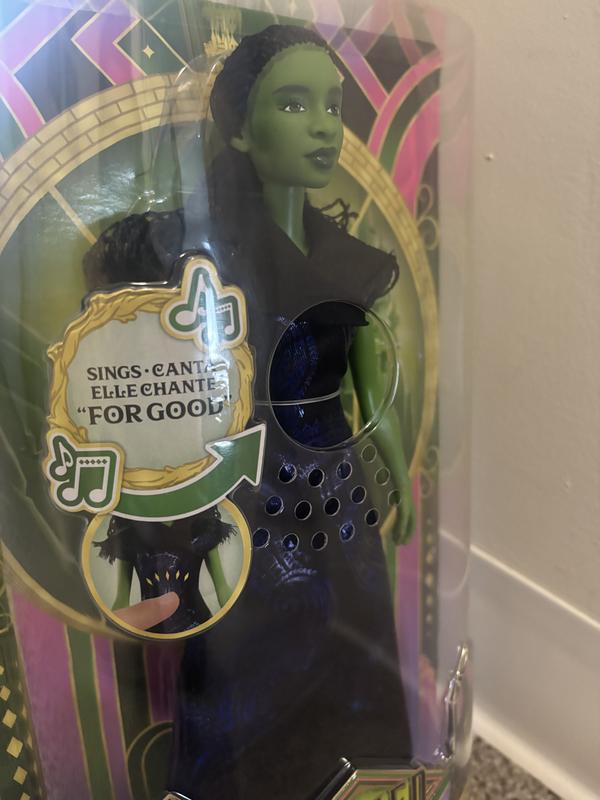 SINGS • CANTA
ELLE CHANTE
“FOR GOOD”